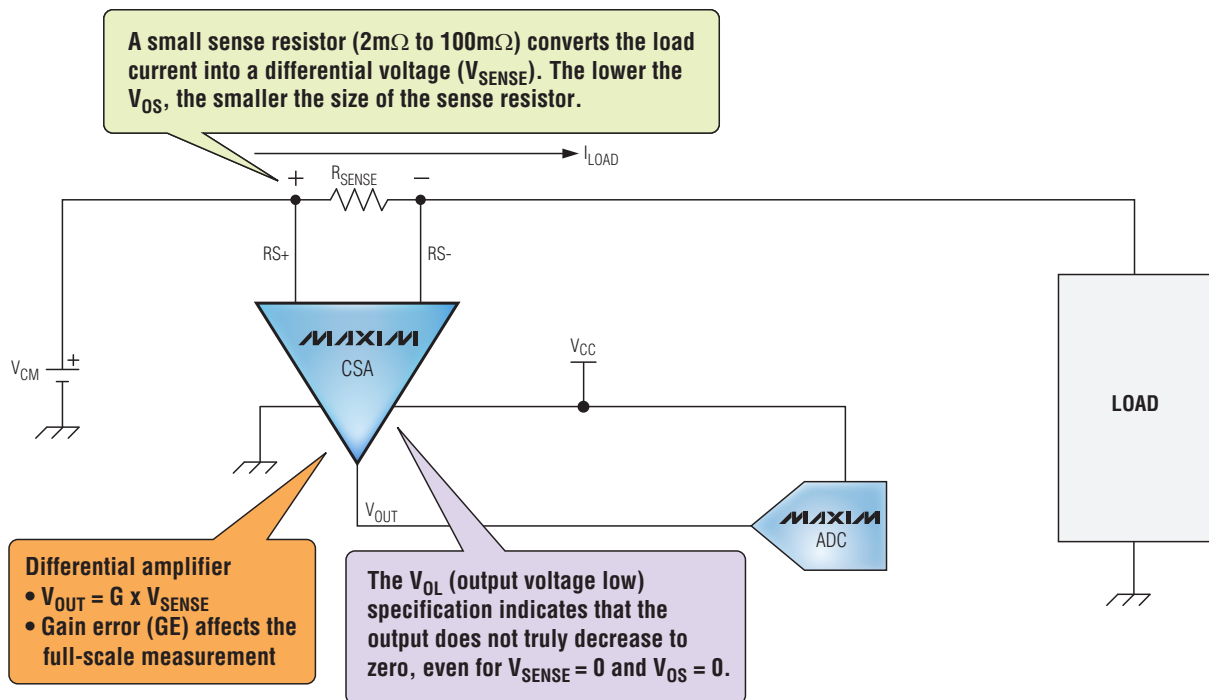 A small sense resistor (2mΩ to 100mΩ) converts the load
current into a differential voltage (VSENSE). The lower the
VOS, the smaller the size of the sense resistor.
ILOAD
+ RSENSE −
RS+ RS-
MAXIM
CSA
VCC
VCM +
LOAD
VOUT
MAXIM
ADC
Differential amplifier
• VOUT = G x VSENSE
• Gain error (GE) affects the
full-scale measurement
The VOL (output voltage low)
specification indicates that the
output does not truly decrease to
zero, even for VSENSE = 0 and VOS = 0.